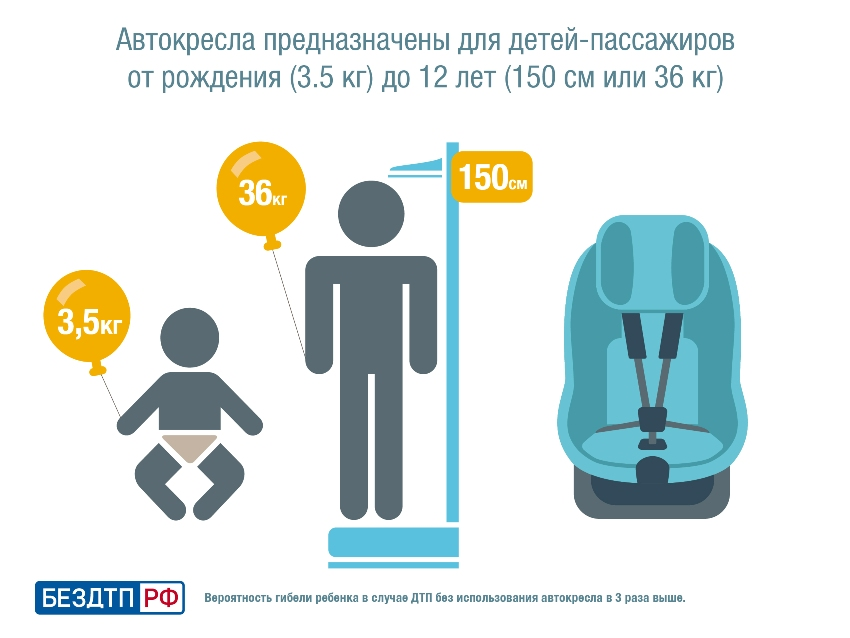 Автокресла предназначены для детей-пассажиров
от рождения (3.5 кг) до 12 лет (150 см или 36 кг)
150см
36кг
3,5кг
БЕЗДТП РФ
Вероятность гибели ребенка в случае ДТП без использования автокресла в 3 раза выше.